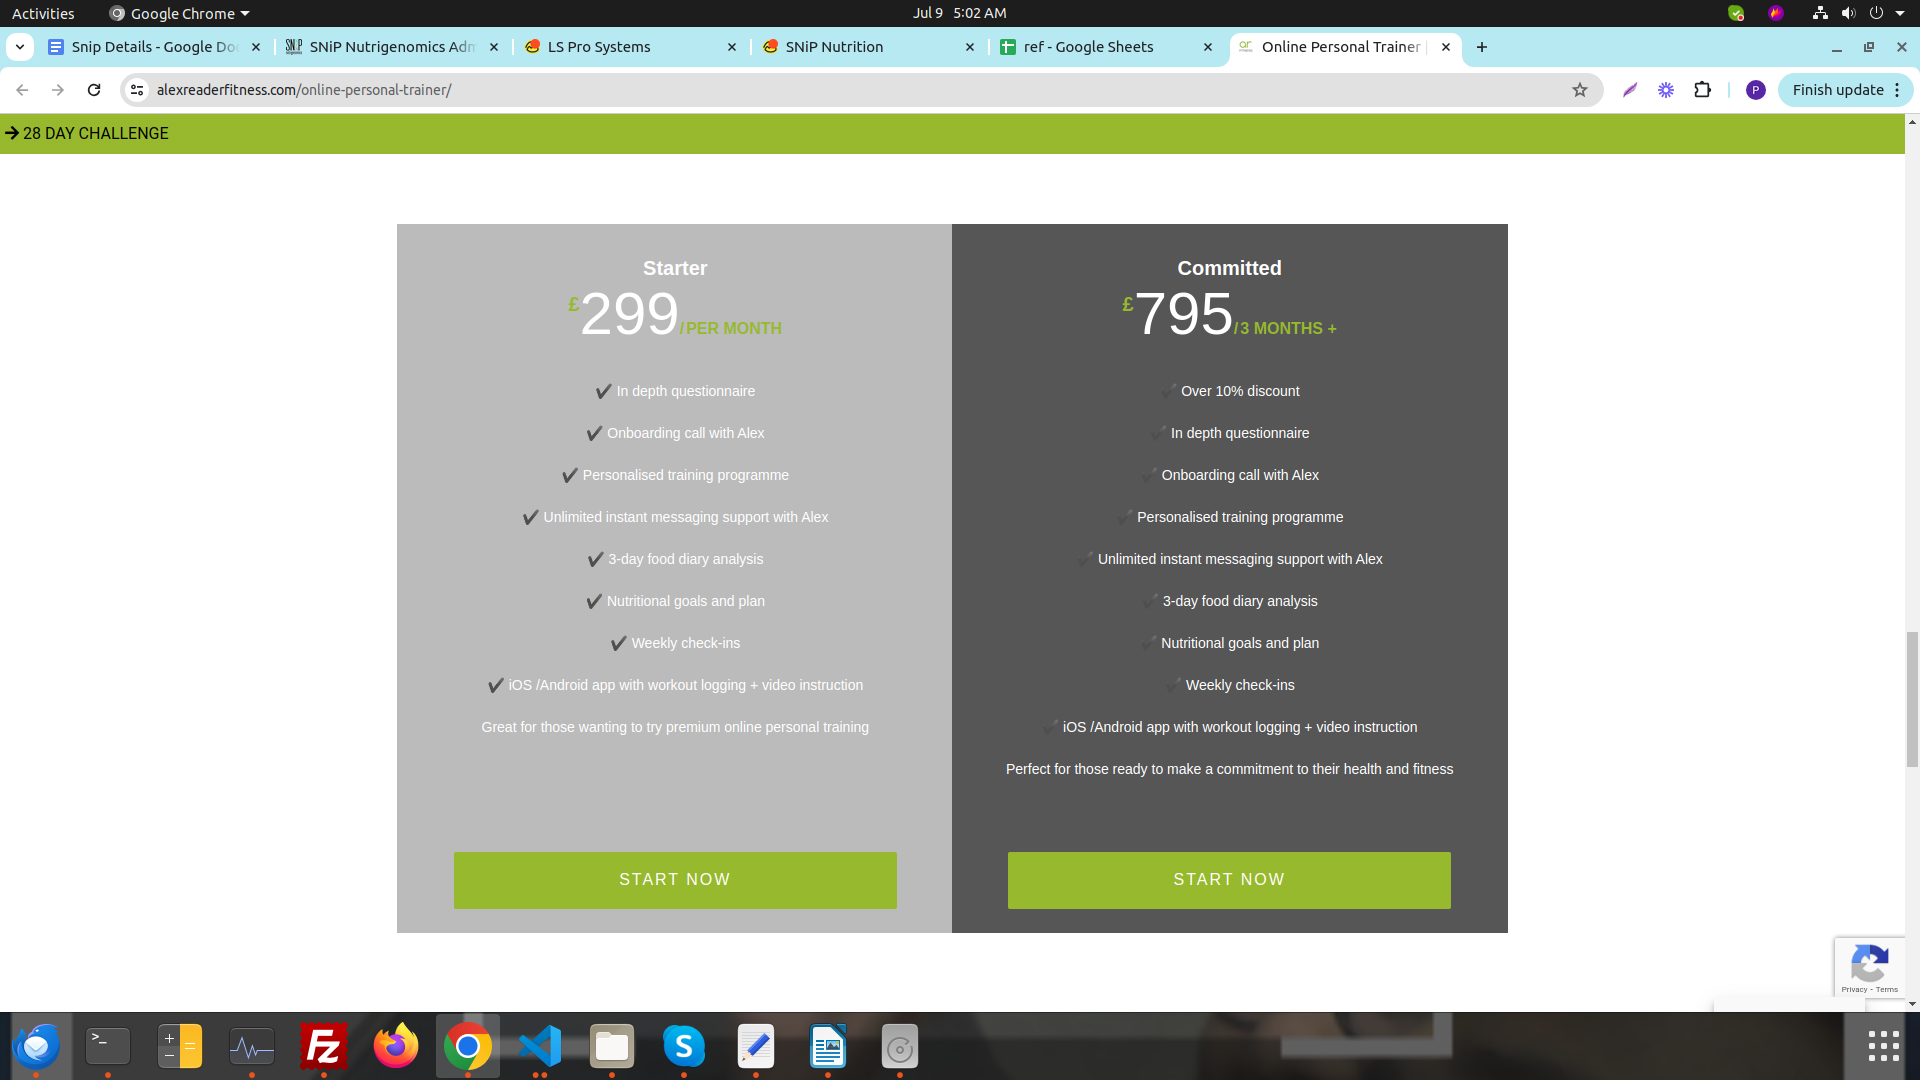 Activities
Google Chrome
Jul 9 5:02 AM
Snip Details - Google Do
SNiP Nutrigenomics Adm
LS Pro Systems
SNiP Nutrition
ref - Google Sheets
Online Personal Trainer
alexreaderfitness.com/online-personal-trainer/
P
Finish update
28 DAY CHALLENGE
Starter
£299/PER MONTH
✔ In depth questionnaire
✔ Onboarding call with Alex
✔ Personalised training programme
✔ Unlimited instant messaging support with Alex
✔ 3-day food diary analysis
✔ Nutritional goals and plan
✔ Weekly check-ins
✔ iOS /Android app with workout logging + video instruction
Great for those wanting to try premium online personal training
START NOW
Committed
£795/3 MONTHS +
✔ Over 10% discount
✔ In depth questionnaire
✔ Onboarding call with Alex
✔ Personalised training programme
✔ Unlimited instant messaging support with Alex
✔ 3-day food diary analysis
✔ Nutritional goals and plan
✔ Weekly check-ins
✔ iOS /Android app with workout logging + video instruction
Perfect for those ready to make a commitment to their health and fitness
START NOW
Privacy - Terms